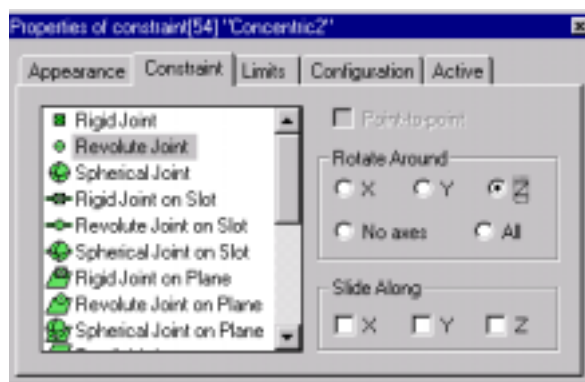 Properties of constraint[54] "Concentric2"
Appearance Constraint Limits Configuration Active
Rigid Joint
Revolute Joint
Spherical Joint
Rigid Joint on Slot
Revolute Joint on Slot
Spherical Joint on Slot
Rigid Joint on Plane
Revolute Joint on Plane
Spherical Joint on Plane
Point-to-point
Rotate Around
X Y Z
No axes All
Slide Along
X Y Z